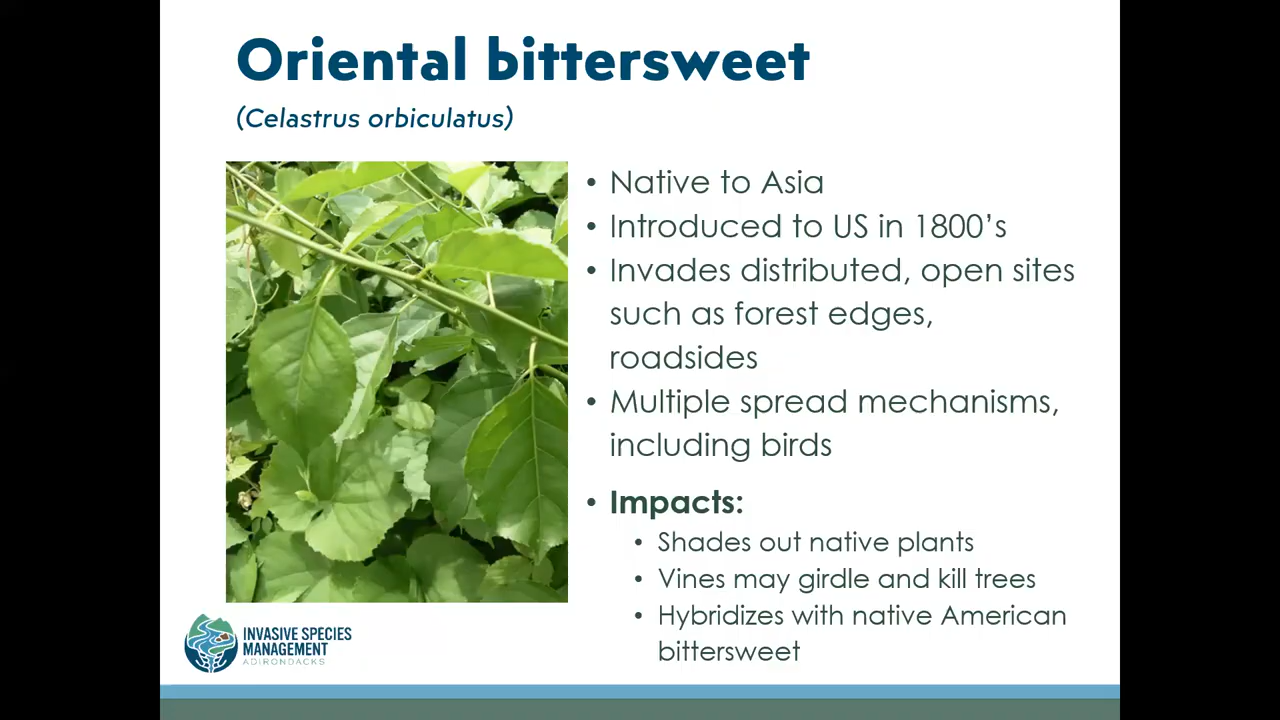 Oriental bittersweet
(Celastrus orbiculatus)
• Native to Asia
• Introduced to US in 1800’s
• Invades distributed, open sites
such as forest edges,
roadsides
• Multiple spread mechanisms,
including birds
• Impacts:
• Shades out native plants
• Vines may girdle and kill trees
• Hybridizes with native American
bittersweet
INVASIVE SPECIES
MANAGEMENT
ADIRONDACKS